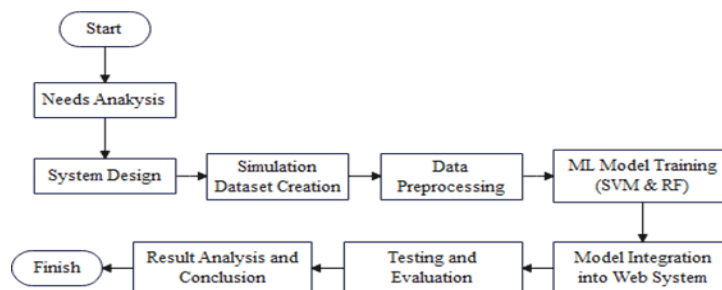 Start
Needs Anakysis
System Design
Simulation
Dataset Creation
Data
Preprocessing
ML Model Training
(SVM & RF)
Model Integration
into Web System
Testing and
Evaluation
Result Analysis and
Conclusion
Finish